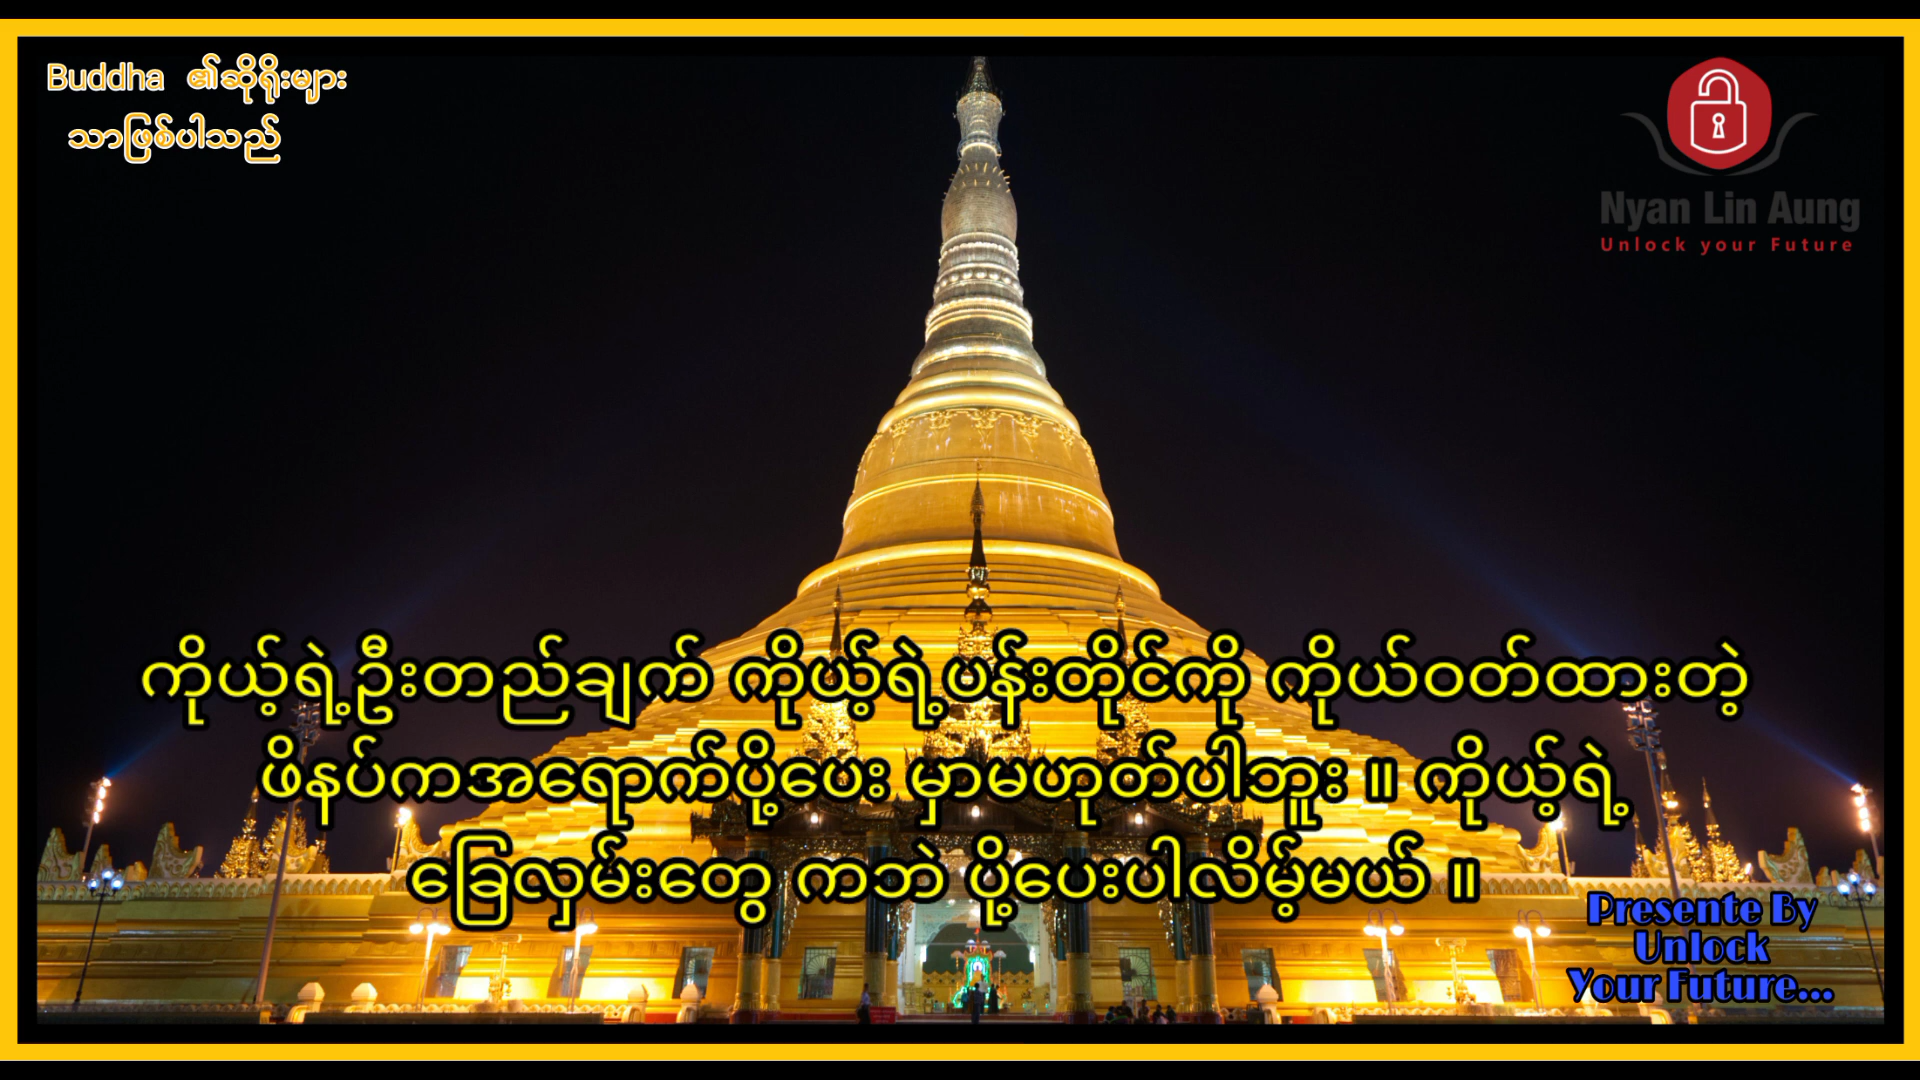 Buddha ၏ဆိုရိုးများ
သာဖြစ်ပါသည်
Nyan Lin Aung
Unlock your Future
ကိုယ့်ရဲ့ဦးတည်ချက် ကိုယ့်ရဲ့ပန်းတိုင်ကို ကိုယ်ဝတ်ထားတဲ့
ဖိနပ်ကအရောက်ပို့ပေး မှာမဟုတ်ပါဘူး ။ ကိုယ့်ရဲ့
ခြေလှမ်းတွေ ကဘဲ ပို့ပေးပါလိမ့်မယ် ။
Presente By
Unlock
Your Future...